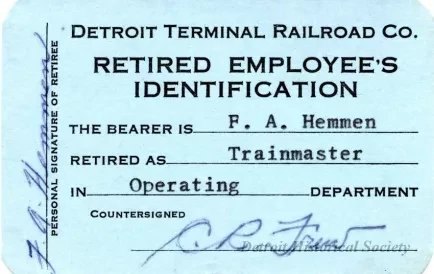 DETROIT TERMINAL RAILROAD CO.
RETIRED EMPLOYEE'S
IDENTIFICATION
THE BEARER IS F. A. Hemmen
RETIRED AS Trainmaster
IN Operating DEPARTMENT
COUNTERSIGNED
Detroit Historical Society
F A Hemmen
PERSONAL SIGNATURE OF RETIREE